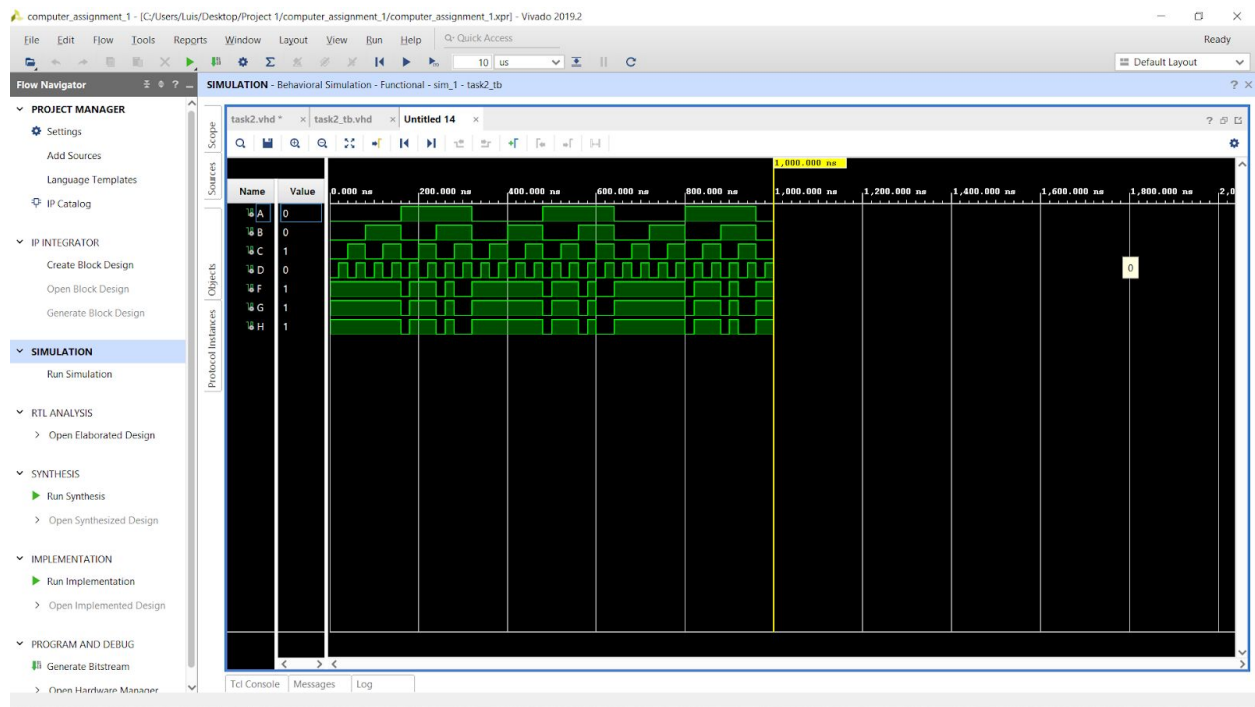 computer_assignment_1 - [C:/Users/Luis/Desktop/Project 1/computer_assignment_1/computer_assignment_1.xpr] - Vivado 2019.2
File Edit Flow Tools Reports Window Layout View Run Help Q- Quick Access Ready
10 us Default Layout
Flow Navigator ? SIMULATION - Behavioral Simulation - Functional - sim_1 - task2_tb ? ×
PROJECT MANAGER
Settings
Add Sources
Language Templates
IP Catalog
IP INTEGRATOR
Create Block Design
Open Block Design
Generate Block Design
SIMULATION
Run Simulation
RTL ANALYSIS
> Open Elaborated Design
SYNTHESIS
Run Synthesis
> Open Synthesized Design
IMPLEMENTATION
Run Implementation
> Open Implemented Design
PROGRAM AND DEBUG
Generate Bitstream
> Open Hardware Manager
Scope
Sources
Objects
Protocol Instances
task2.vhd * × task2_tb.vhd × Untitled 14 × ?
1,000.000 ns
Name Value 0.000 ns 200.000 ns 400.000 ns 600.000 ns 800.000 ns 1,000.000 ns 1,200.000 ns 1,400.000 ns 1,600.000 ns 1,800.000 ns 2,0
A 0
B 0
C 1
D 0
F 1
G 1
H 1
0
Tcl Console Messages Log